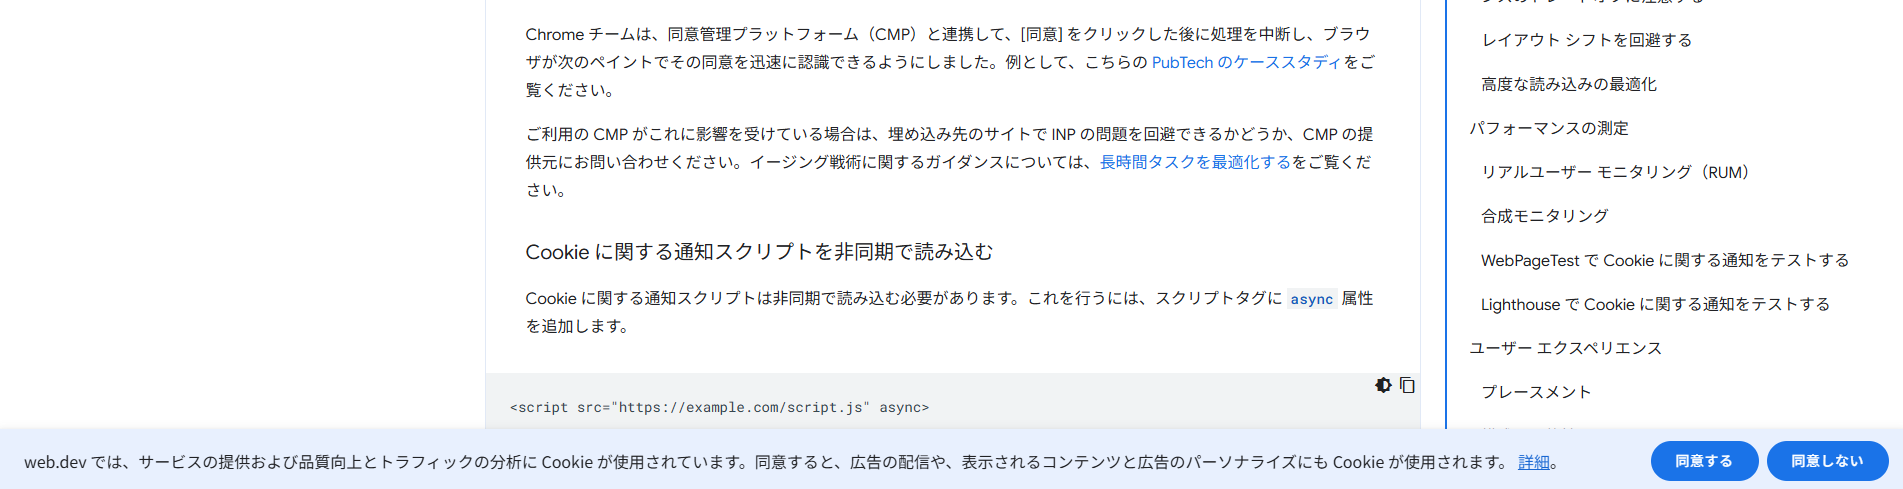 Chrome チームは、同意管理プラットフォーム（CMP）と連携して、[同意] をクリックした後に処理を中断し、ブラウ
ザが次のペイントでその同意を迅速に認識できるようにしました。例として、こちらの PubTech のケーススタディをご
覧ください。
ご利用の CMP がこれに影響を受けている場合は、埋め込み先のサイトで INP の問題を回避できるかどうか、CMP の提
供元にお問い合わせください。イージング戦術に関するガイダンスについては、長時間タスクを最適化するをご覧くだ
さい。
Cookie に関する通知スクリプトを非同期で読み込む
Cookie に関する通知スクリプトは非同期で読み込む必要があります。これを行うには、スクリプトタグに async 属性
を追加します。
<script src="https://example.com/script.js" async>
レイアウト シフトを回避する
高度な読み込みの最適化
パフォーマンスの測定
リアルユーザー モニタリング（RUM）
合成モニタリング
WebPageTest で Cookie に関する通知をテストする
Lighthouse で Cookie に関する通知をテストする
ユーザー エクスペリエンス
プレースメント
web.dev では、サービスの提供および品質向上とトラフィックの分析に Cookie が使用されています。同意すると、広告の配信や、表示されるコンテンツと広告のパーソナライズにも Cookie が使用されます。 詳細。
同意する
同意しない